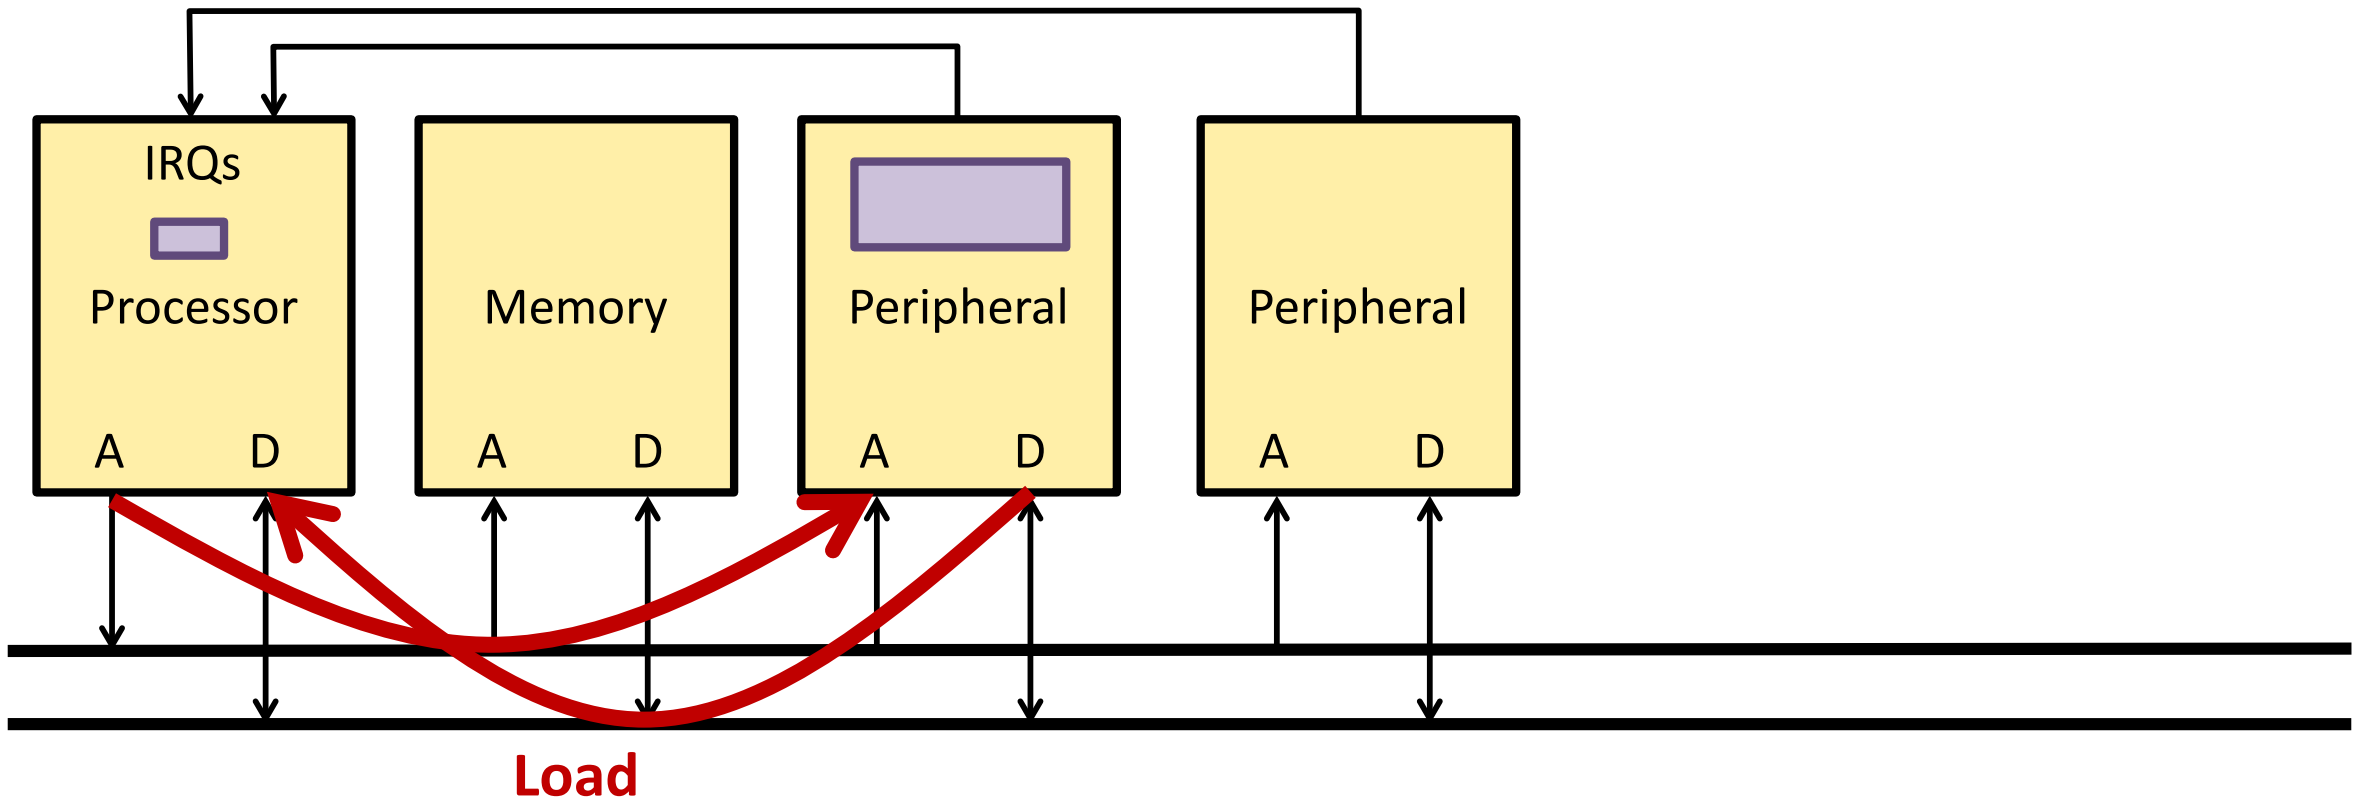 IRQs
Processor
Memory
Peripheral
Peripheral
A
D
A
D
A
D
A
D
Load